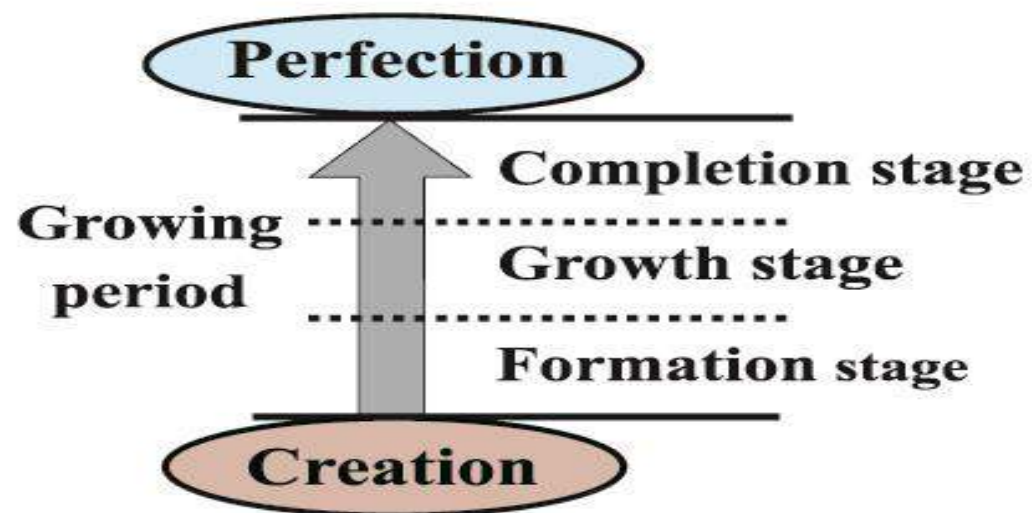 Perfection
Completion stage
Growing
period
Growth stage
Formation stage
Creation